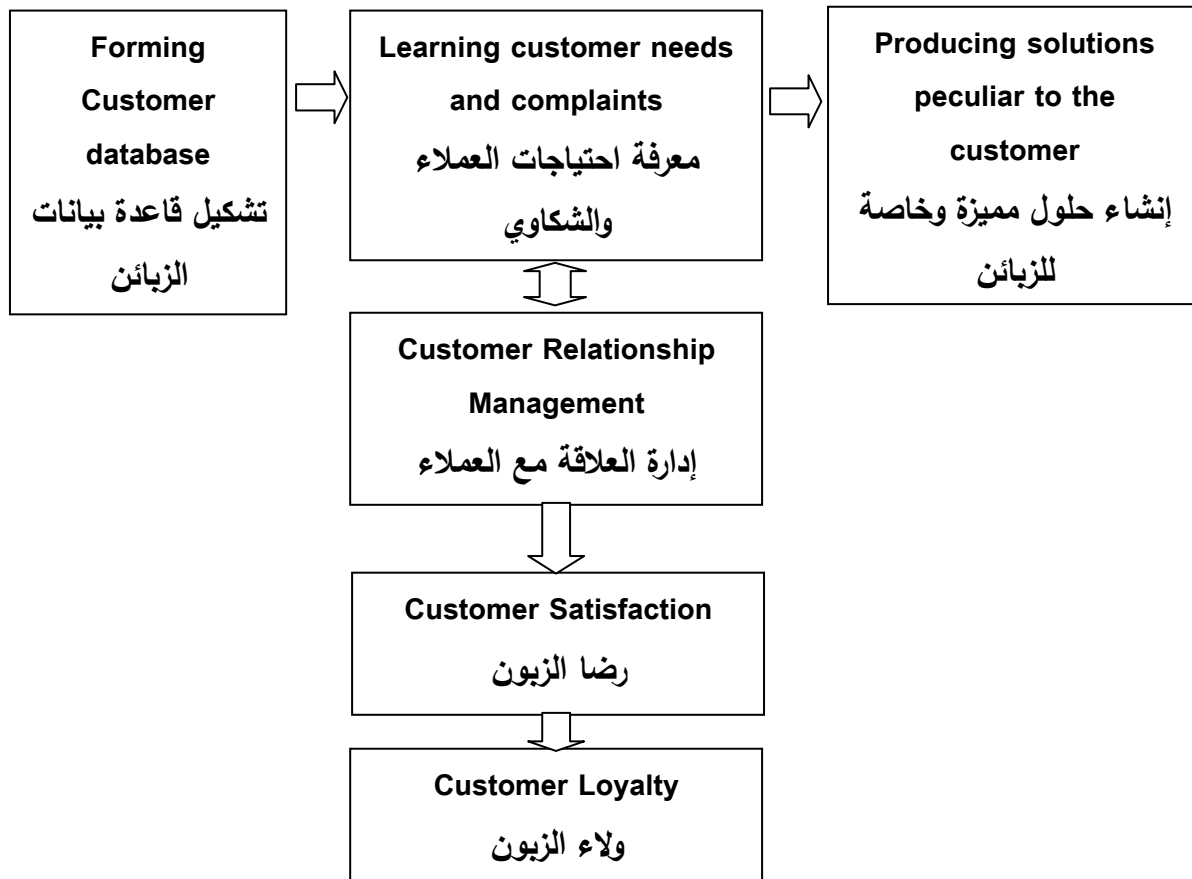 Forming
Customer
database
تشكيل قاعدة بيانات
الزبائن
Learning customer needs
and complaints
معرفة احتياجات العملاء
والشكاوي
Producing solutions
peculiar to the
customer
إنشاء حلول مميزة وخاصة
للزبائن
Customer Relationship
Management
إدارة العلاقة مع العملاء
Customer Satisfaction
رضا الزبون
Customer Loyalty
ولاء الزبون